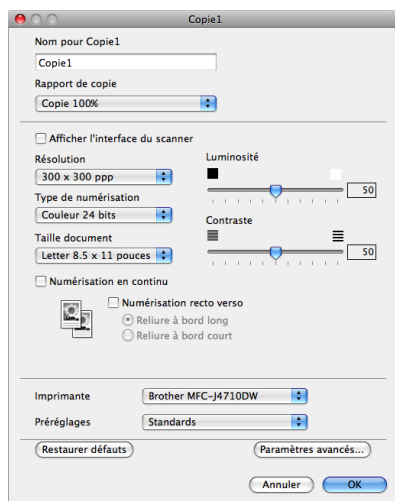 Copie1
Nom pour Copie1
Copie1
Rapport de copie
Copie 100%
Afficher l'interface du scanner
Résolution
300 x 300 ppp
Type de numérisation
Couleur 24 bits
Taille document
Letter 8.5 x 11 pouces
Luminosité
50
Contraste
50
Numérisation en continu
Numérisation recto verso
Reliure à bord long
Reliure à bord court
Imprimante
Brother MFC-J4710DW
Préréglages
Standards
Restaurer défauts
Paramètres avancés...
Annuler
OK